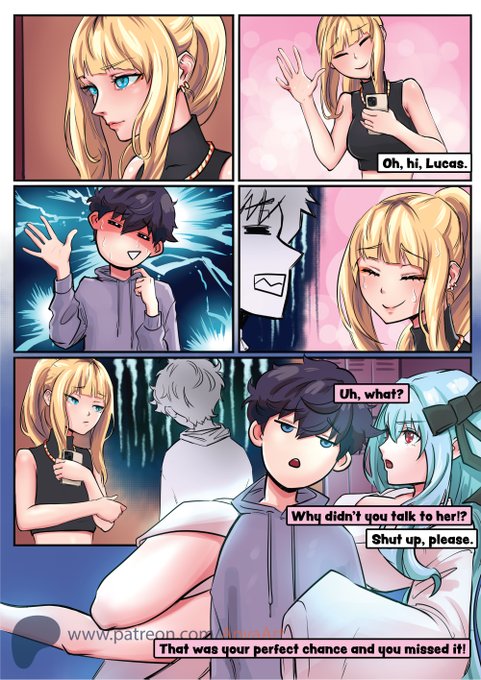 Oh, hi, Lucas.
Uh, what?
Why didn't you talk to her!?
Shut up, please.
www.patreon.com/
That was your perfect chance and you missed it!